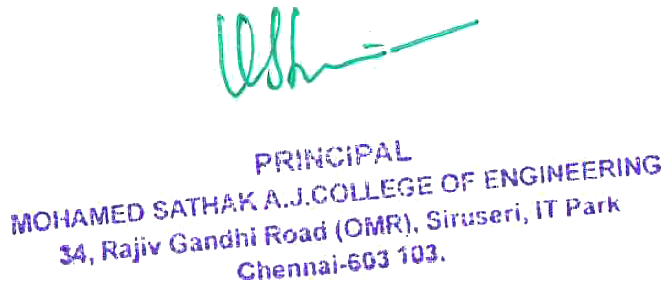 PRINCIPAL
MOHAMED SATHAK A.J.COLLEGE OF ENGINEERING
34, Rajiv Gandhi Road (OMR), Siruseri, IT Park
Chennai-603 103.